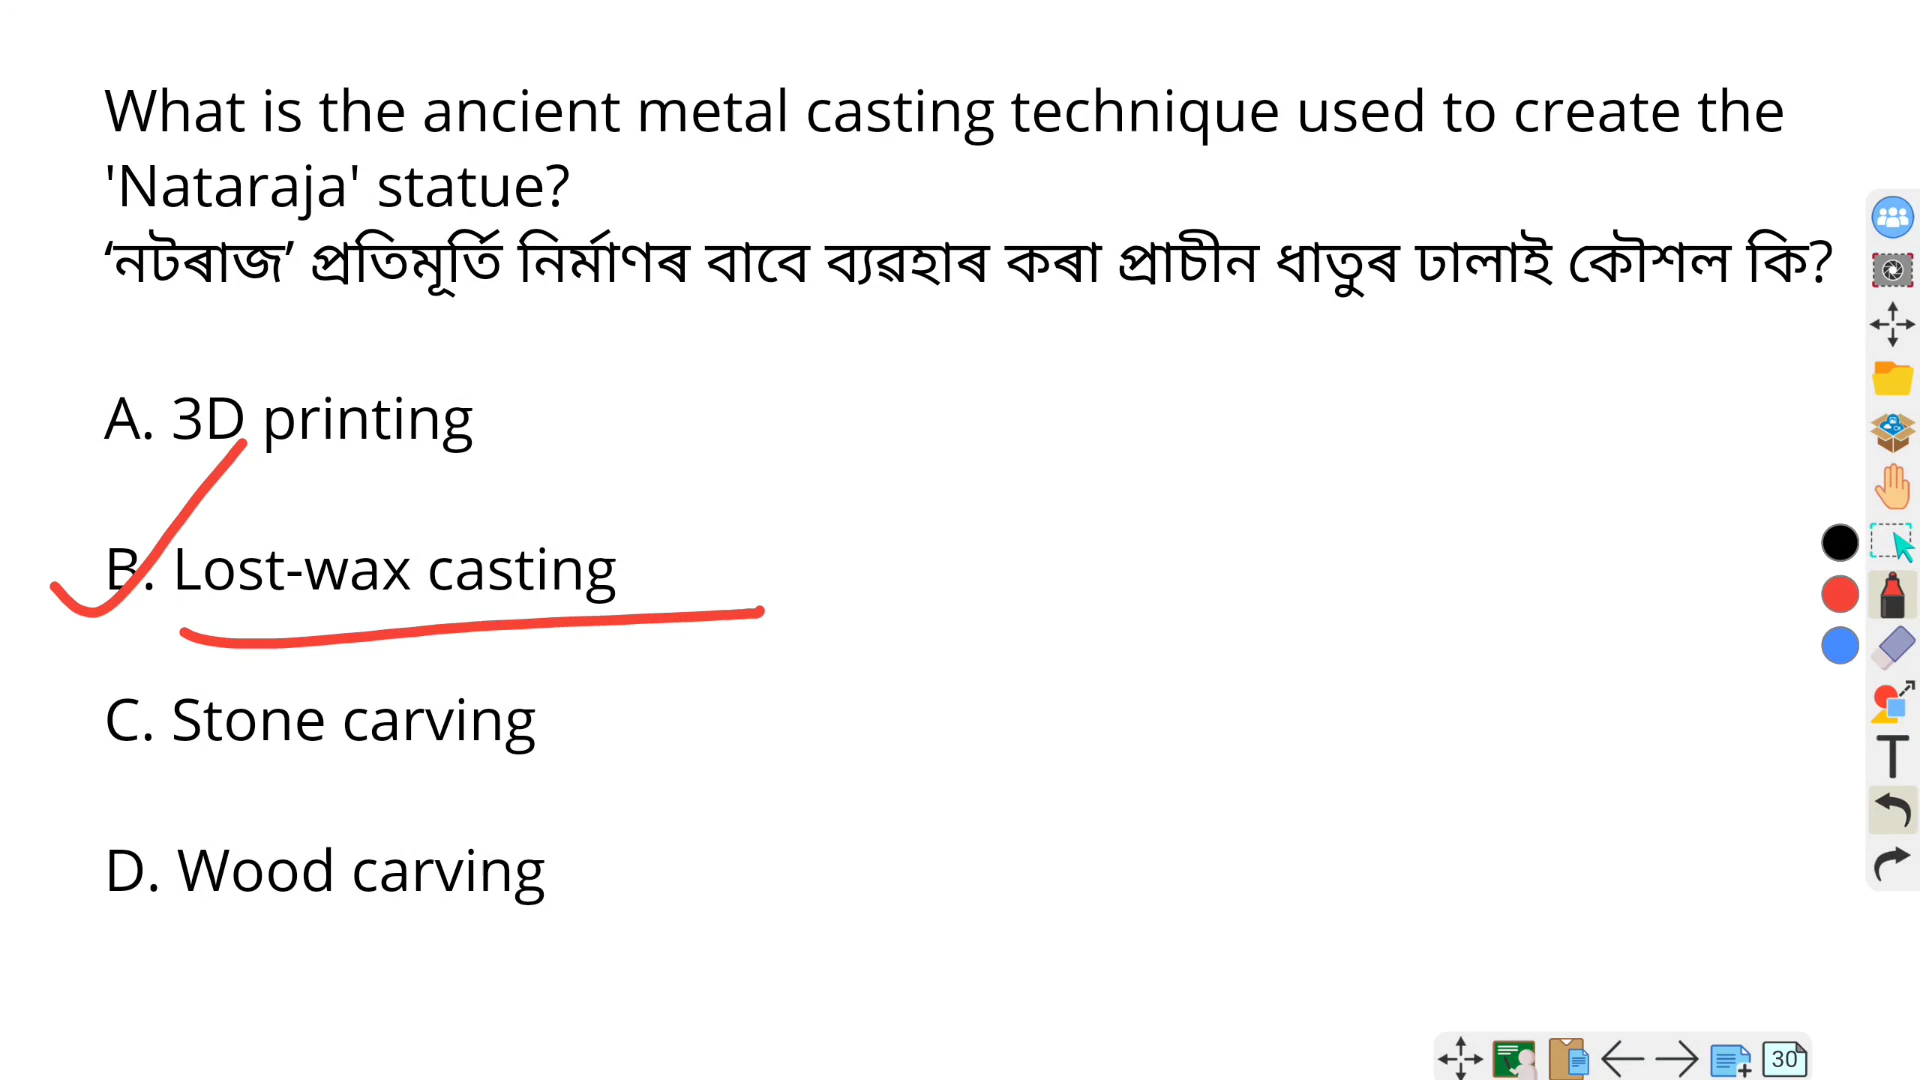 What is the ancient metal casting technique used to create the
'Nataraja' statue?
‘নটৰাজ’ প্ৰতিমূৰ্তি নিৰ্মাণৰ বাবে ব্যৱহাৰ কৰা প্ৰাচীন ধাতুৰ ঢালাই কৌশল কি?
A. 3D printing
B. Lost-wax casting
C. Stone carving
D. Wood carving
T
30